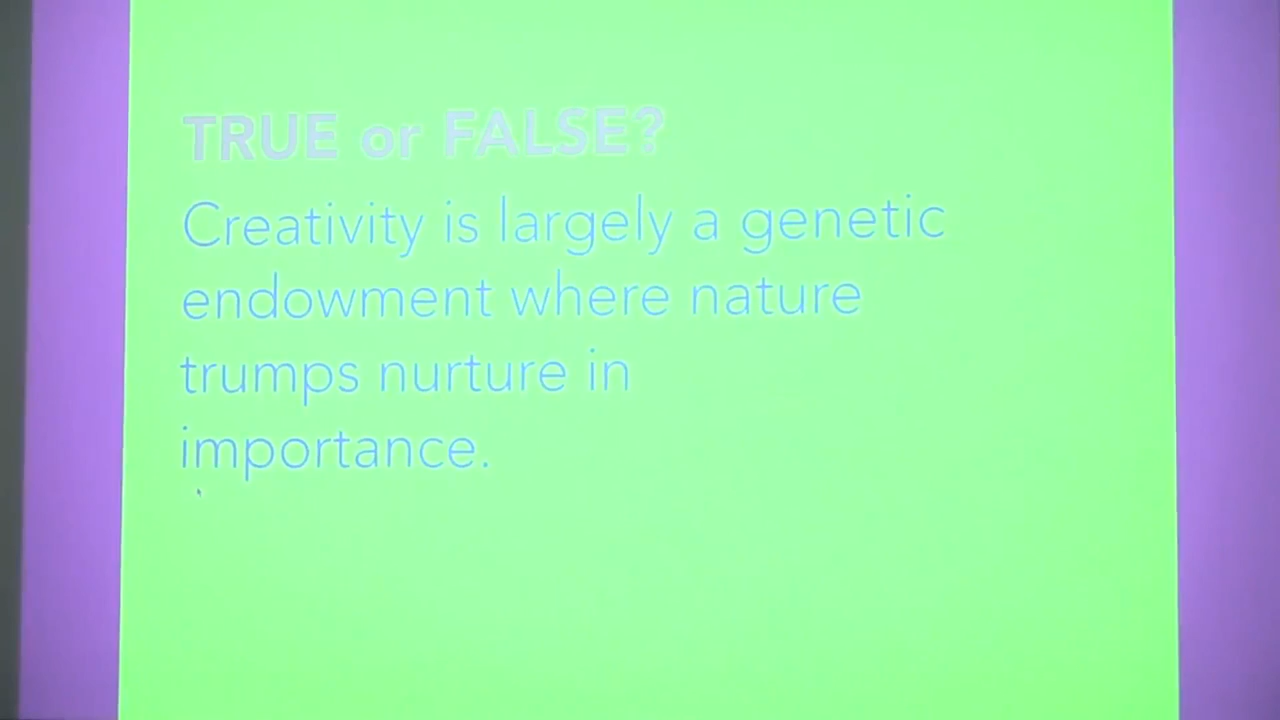 TRUE or FALSE?
Creativity is largely a genetic
endowment where nature
trumps nurture in
importance.